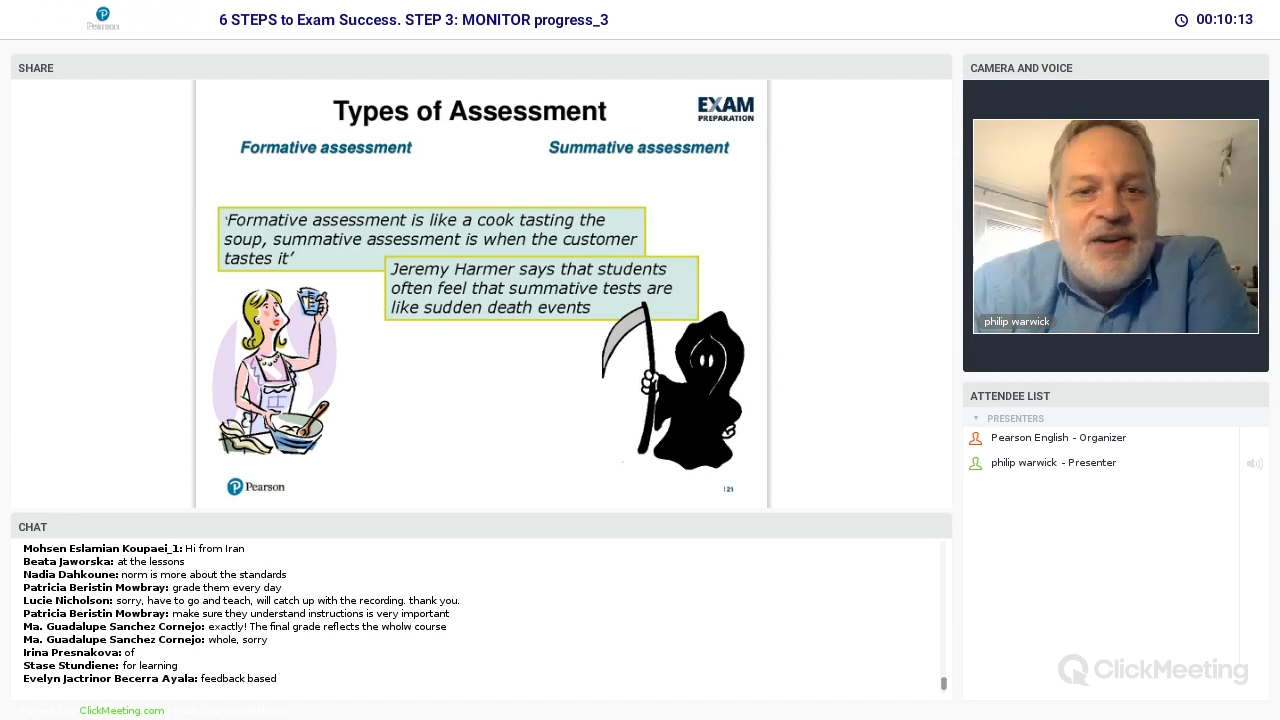 Pearson
6 STEPS to Exam Success. STEP 3: MONITOR progress_3
00:10:13
SHARE
Types of Assessment
EXAM
PREPARATION
Formative assessment
Summative assessment
‘Formative assessment is like a cook tasting the
soup, summative assessment is when the customer
tastes it’
Jeremy Harmer says that students
often feel that summative tests are
like sudden death events
Pearson
21
CAMERA AND VOICE
philip warwick
ATTENDEE LIST
PRESENTERS
Pearson English - Organizer
philip warwick - Presenter
CHAT
Mohsen Eslamian Koupaei_1: Hi from Iran
Beata Jaworska: at the lessons
Nadia Dahkoune: norm is more about the standards
Patricia Beristin Mowbray: grade them every day
Lucie Nicholson: sorry, have to go and teach, will catch up with the recording. thank you.
Patricia Beristin Mowbray: make sure they understand instructions is very important
Ma. Guadalupe Sanchez Cornejo: exactly! The final grade reflects the wholw course
Ma. Guadalupe Sanchez Cornejo: whole, sorry
Irina Presnakova: of
Stase Stundiene: for learning
Evelyn Jactrinor Becerra Ayala: feedback based
ClickMeeting
ClickMeeting.com